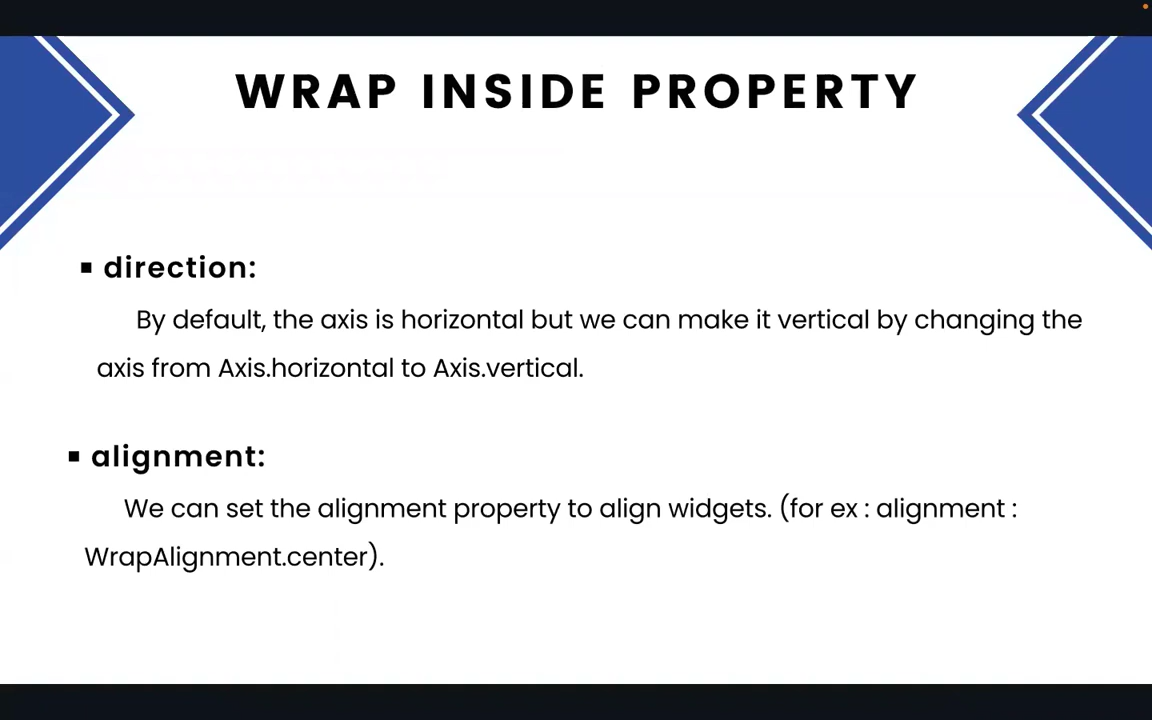 WRAP INSIDE PROPERTY
▪ direction:
By default, the axis is horizontal but we can make it vertical by changing the
axis from Axis.horizontal to Axis.vertical.
▪ alignment:
We can set the alignment property to align widgets. (for ex : alignment :
WrapAlignment.center).